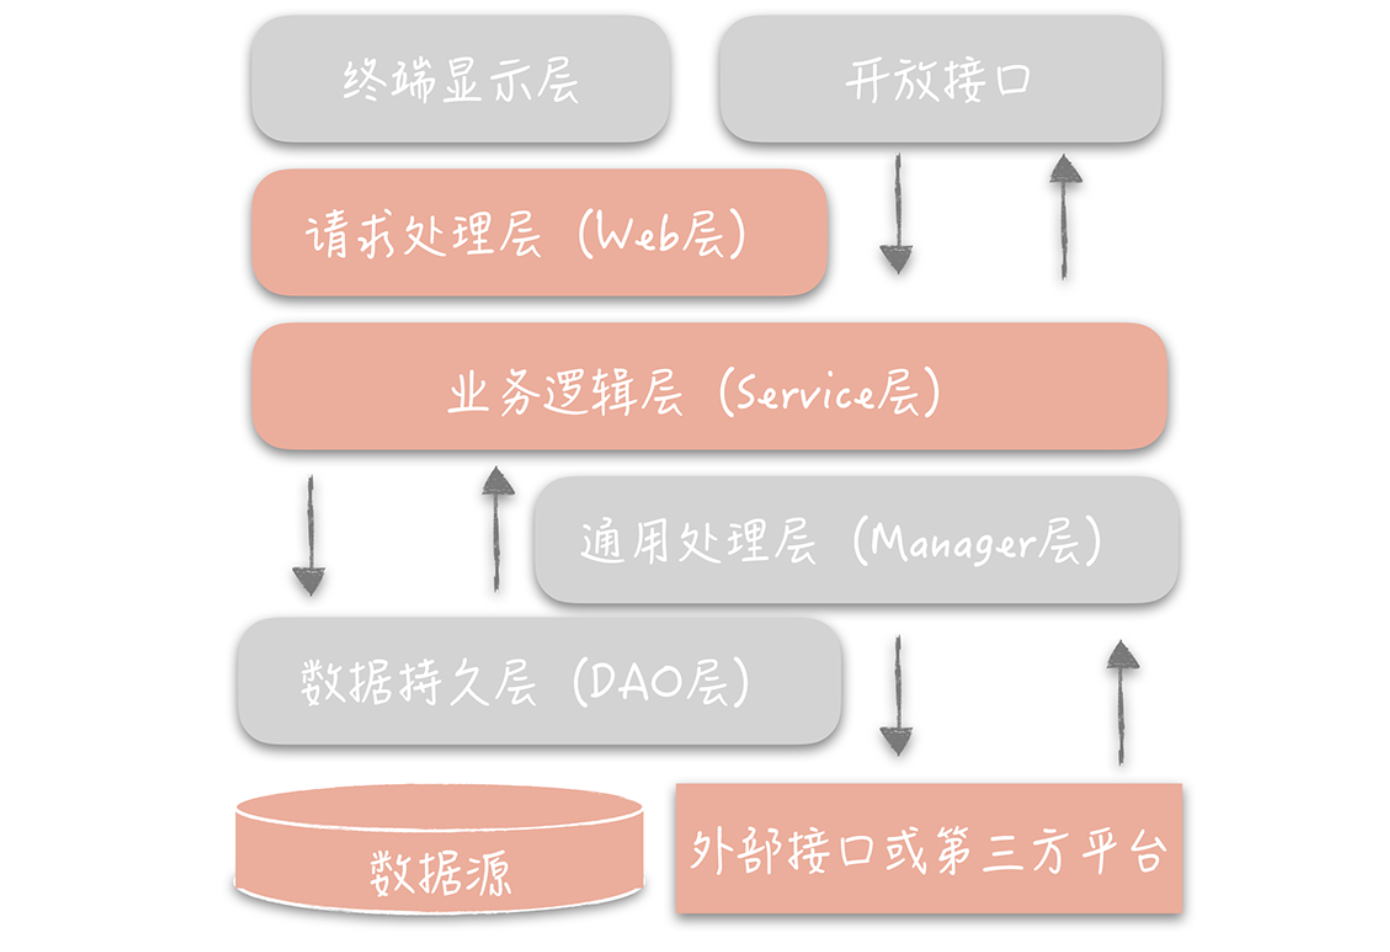 终端显示层
开放接口
请求处理层（Web层）
业务逻辑层（Service层）
通用处理层（Manager层）
数据持久层（DAO层）
数据源
外部接口或第三方平台